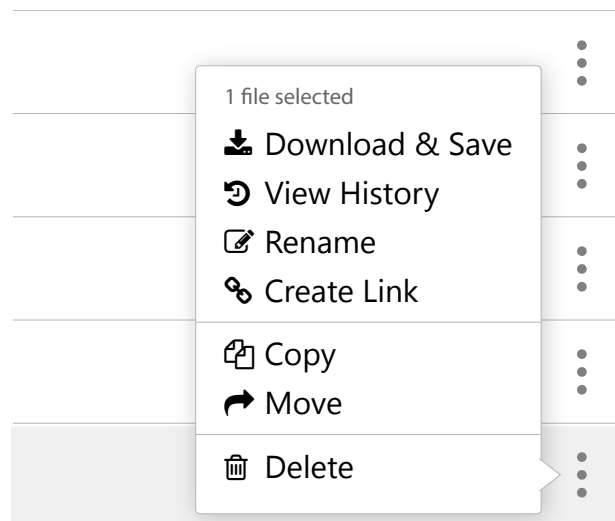 1 file selected
Download & Save
View History
Rename
Create Link
Copy
Move
Delete